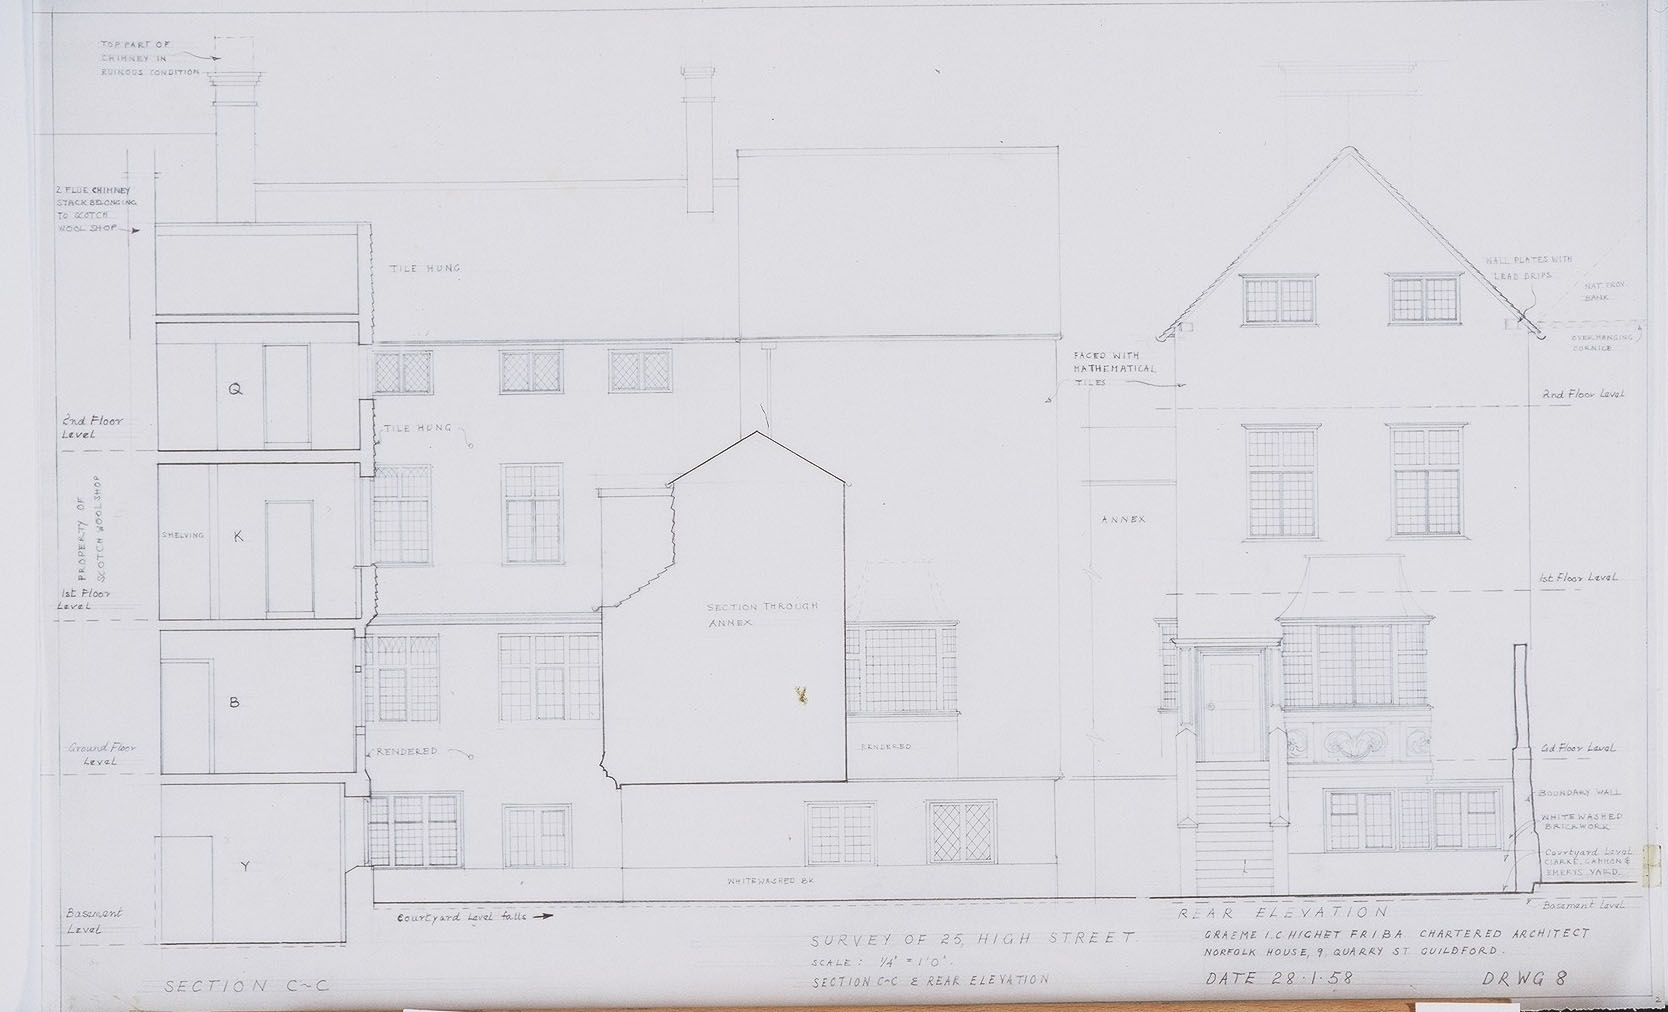 TOP PART OF
CHIMNEY IN
RUINOUS CONDITION
2 FLUE CHIMNEY
STACK BELONGING
TO SCOTCH
WOOL SHOP
TILE HUNG
WALL PLATES WITH
LEAD DRIPS
NAT. PROV.
BANK
OVERHANGING
CORNICE
FACED WITH
MATHEMATICAL
TILES
Q
2nd Floor
Level
TILE HUNG
2nd Floor Level
PROPERTY OF
SCOTCH WOOL SHOP
SHELVING
K
ANNEX
1st Floor
Level
SECTION THROUGH
ANNEX
1st Floor Level
B
Ground Floor
Level
RENDERED
RENDERED
Gd Floor Level
BOUNDARY WALL
WHITEWASHED
BRICKWORK
Y
WHITEWASHED BK
Courtyard Level
CLARKE, GAMMON &
EMERYS YARD.
Basement
Level
Courtyard Level falls
Basement Level
REAR ELEVATION
SECTION C~C
SURVEY OF 25, HIGH STREET.
SCALE: 1/4" = 1'0".
SECTION C~C & REAR ELEVATION
GRAEME I.C HIGHET F R I B A CHARTERED ARCHITECT
NORFOLK HOUSE, 9, QUARRY ST GUILDFORD.
DATE 28·1·58
DRWG 8